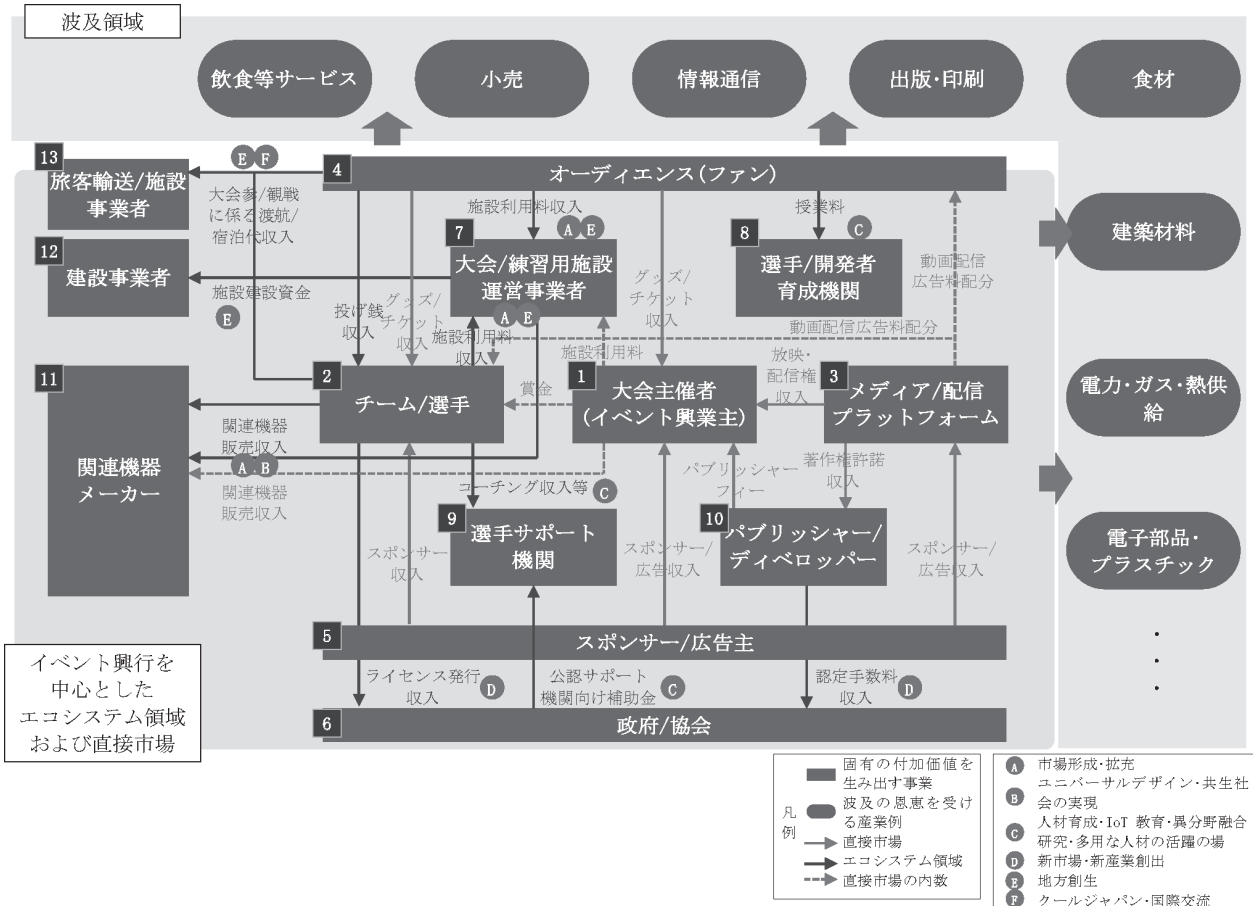 波及領域
飲食等サービス
小売
情報通信
出版・印刷
食材
13
旅客輸送/施設
事業者
E F
大会参/観戦
に係る渡航/
宿泊代収入
4
オーディエンス(ファン)
施設利用料収入
A E
授業料
C
建築材料
12
建設事業者
施設建設資金
E
7
大会/練習用施設
運営事業者
A E
8
選手/開発者
育成機関
動画配信
広告料配分
投げ銭
収入
グッズ/
チケット
収入
施設利用料
収入
グッズ/
チケット
収入
動画配信広告料配分
施設利用料
放映・
配信権
収入
11
関連機器
メーカー
2
チーム/選手
賞金
1
大会主催者
(イベント興業主)
3
メディア/配信
プラットフォーム
電力・ガス・熱供
給
関連機器
販売収入
A B
関連機器
販売収入
コーチング収入等
C
パブリッシャー
フィー
著作権許諾
収入
9
選手サポート
機関
10
パブリッシャー/
ディベロッパー
電子部品・
プラスチック
スポンサー
収入
スポンサー/
広告収入
スポンサー/
広告収入
5
スポンサー/広告主
・
・
・
イベント興行を
中心とした
エコシステム領域
および直接市場
ライセンス発行
収入
D
公認サポート
機関向け補助金
C
認定手数料
収入
D
6
政府/協会
凡
例
固有の付加価値を
生み出す事業
波及の恩恵を受け
る産業例
直接市場
エコシステム領域
直接市場の内数
A 市場形成・拡充
B ユニバーサルデザイン・共生社
会の実現
C 人材育成・IoT 教育・異分野融合
研究・多用な人材の活躍の場
D 新市場・新産業創出
E 地方創生
F クールジャパン・国際交流